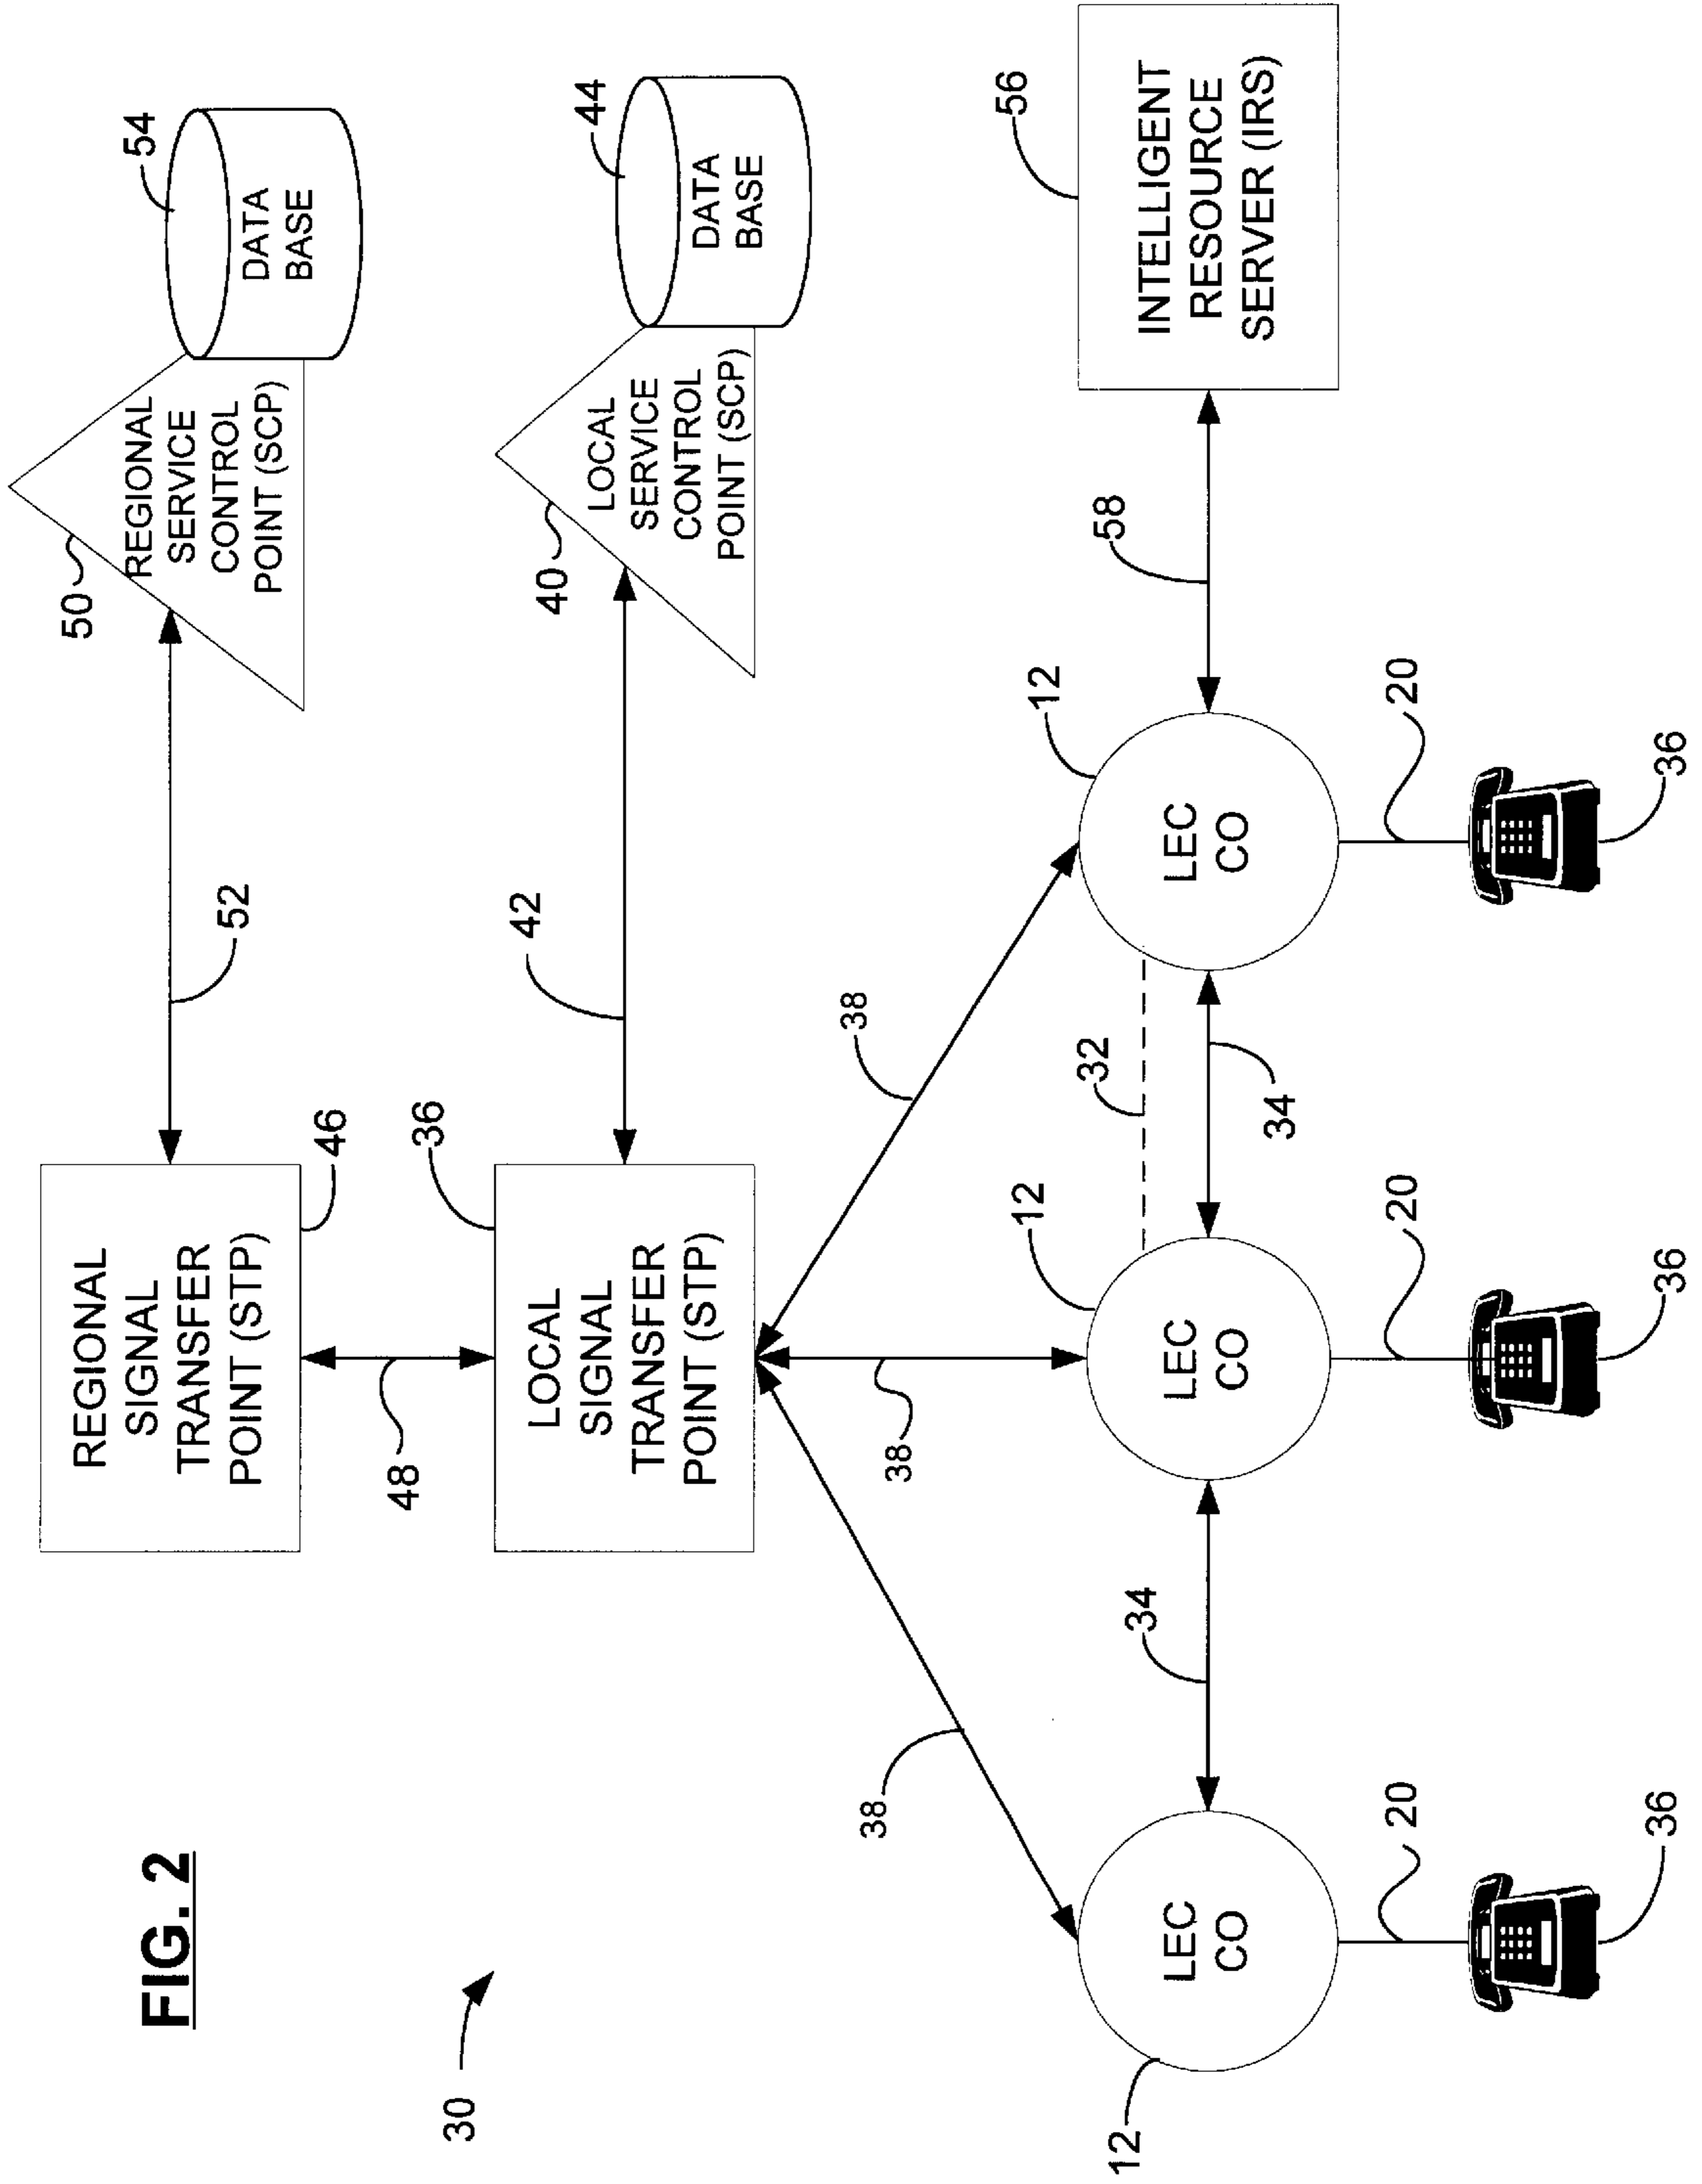 FIG. 2
30
REGIONAL
SIGNAL
TRANSFER
POINT (STP)
46
52
50
REGIONAL
SERVICE
CONTROL
POINT (SCP)
54
DATA
BASE
48
LOCAL
SIGNAL
TRANSFER
POINT (STP)
36
42
40
LOCAL
SERVICE
CONTROL
POINT (SCP)
44
DATA
BASE
38
38
38
12
LEC
CO
34
12
LEC
CO
32
34
12
LEC
CO
58
56
INTELLIGENT
RESOURCE
SERVER (IRS)
20
20
20
36
36
36